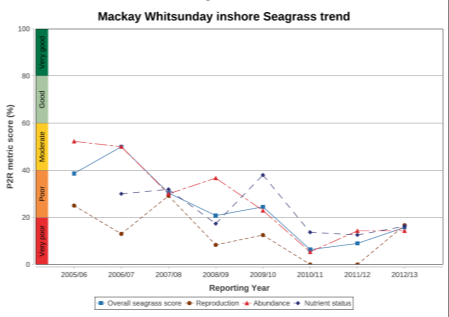 Mackay Whitsunday inshore Seagrass trend
P2R metric score (%)
100
80
60
40
20
0
Very good
Good
Moderate
Poor
Very poor
2005/06 2006/07 2007/08 2008/09 2009/10 2010/11 2011/12 2012/13
Reporting Year
Overall seagrass score Reproduction Abundance Nutrient status